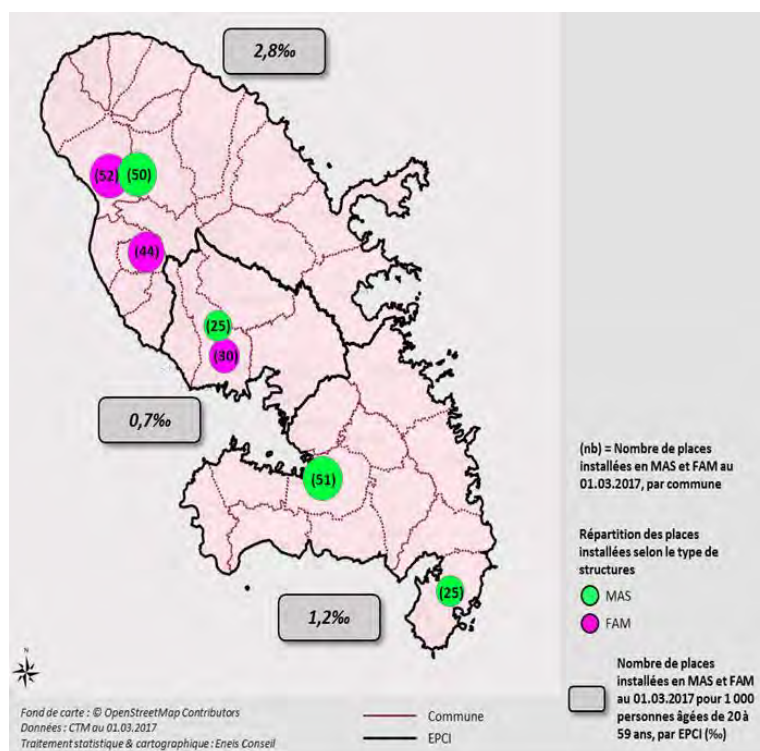 2,8‰
(52)
(50)
(44)
(25)
(30)
0,7‰
(51)
(25)
1,2‰
(nb) = Nombre de places
installées en MAS et FAM au
01.03.2017, par commune
Répartition des places
installées selon le type de
structures
MAS
FAM
Nombre de places
installées en MAS et FAM
au 01.03.2017 pour 1 000
personnes âgées de 20 à
59 ans, par EPCI (‰)
N
Fond de carte : © OpenStreetMap Contributors
Données : CTM au 01.03.2017
Traitement statistique & cartographique : Eneis Conseil
Commune
EPCI